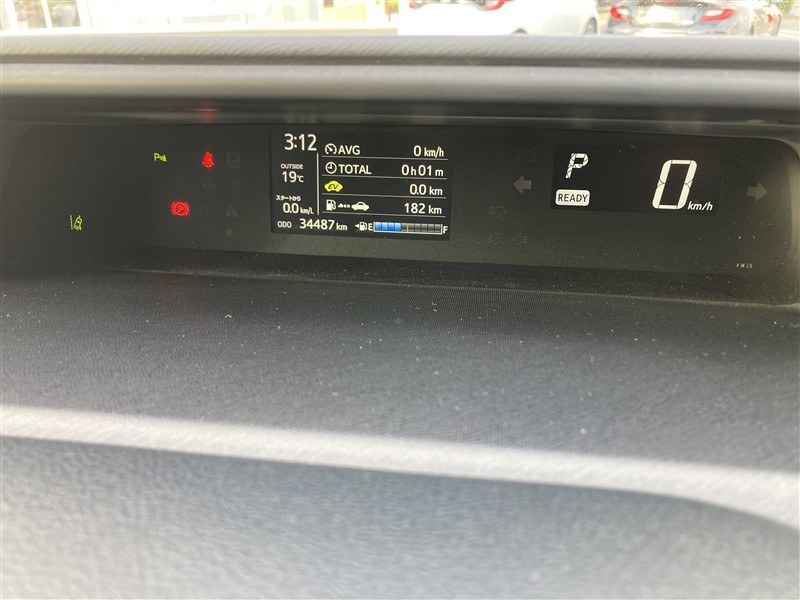 3:12
AVG 0 km/h
OUTSIDE
19℃
TOTAL 0h01m
EV 0.0 km
スタートから
0.0 km/L
182 km
ODO 34487 km
E F
P
READY
0 km/h